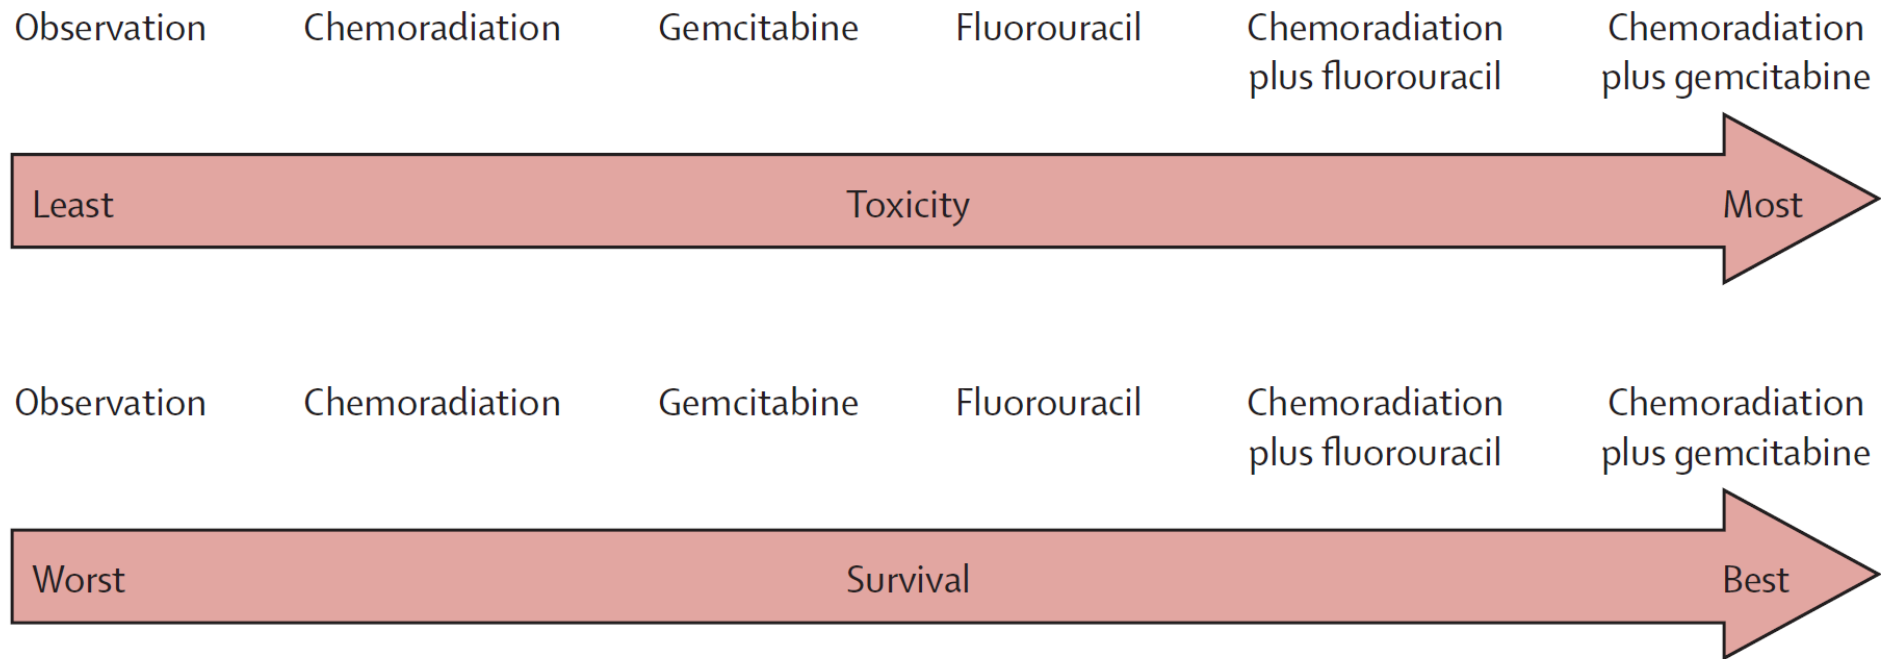 Observation Chemoradiation Gemcitabine Fluorouracil Chemoradiation Chemoradiation
plus fluorouracil plus gemcitabine
Least Toxicity Most
Observation Chemoradiation Gemcitabine Fluorouracil Chemoradiation Chemoradiation
plus fluorouracil plus gemcitabine
Worst Survival Best